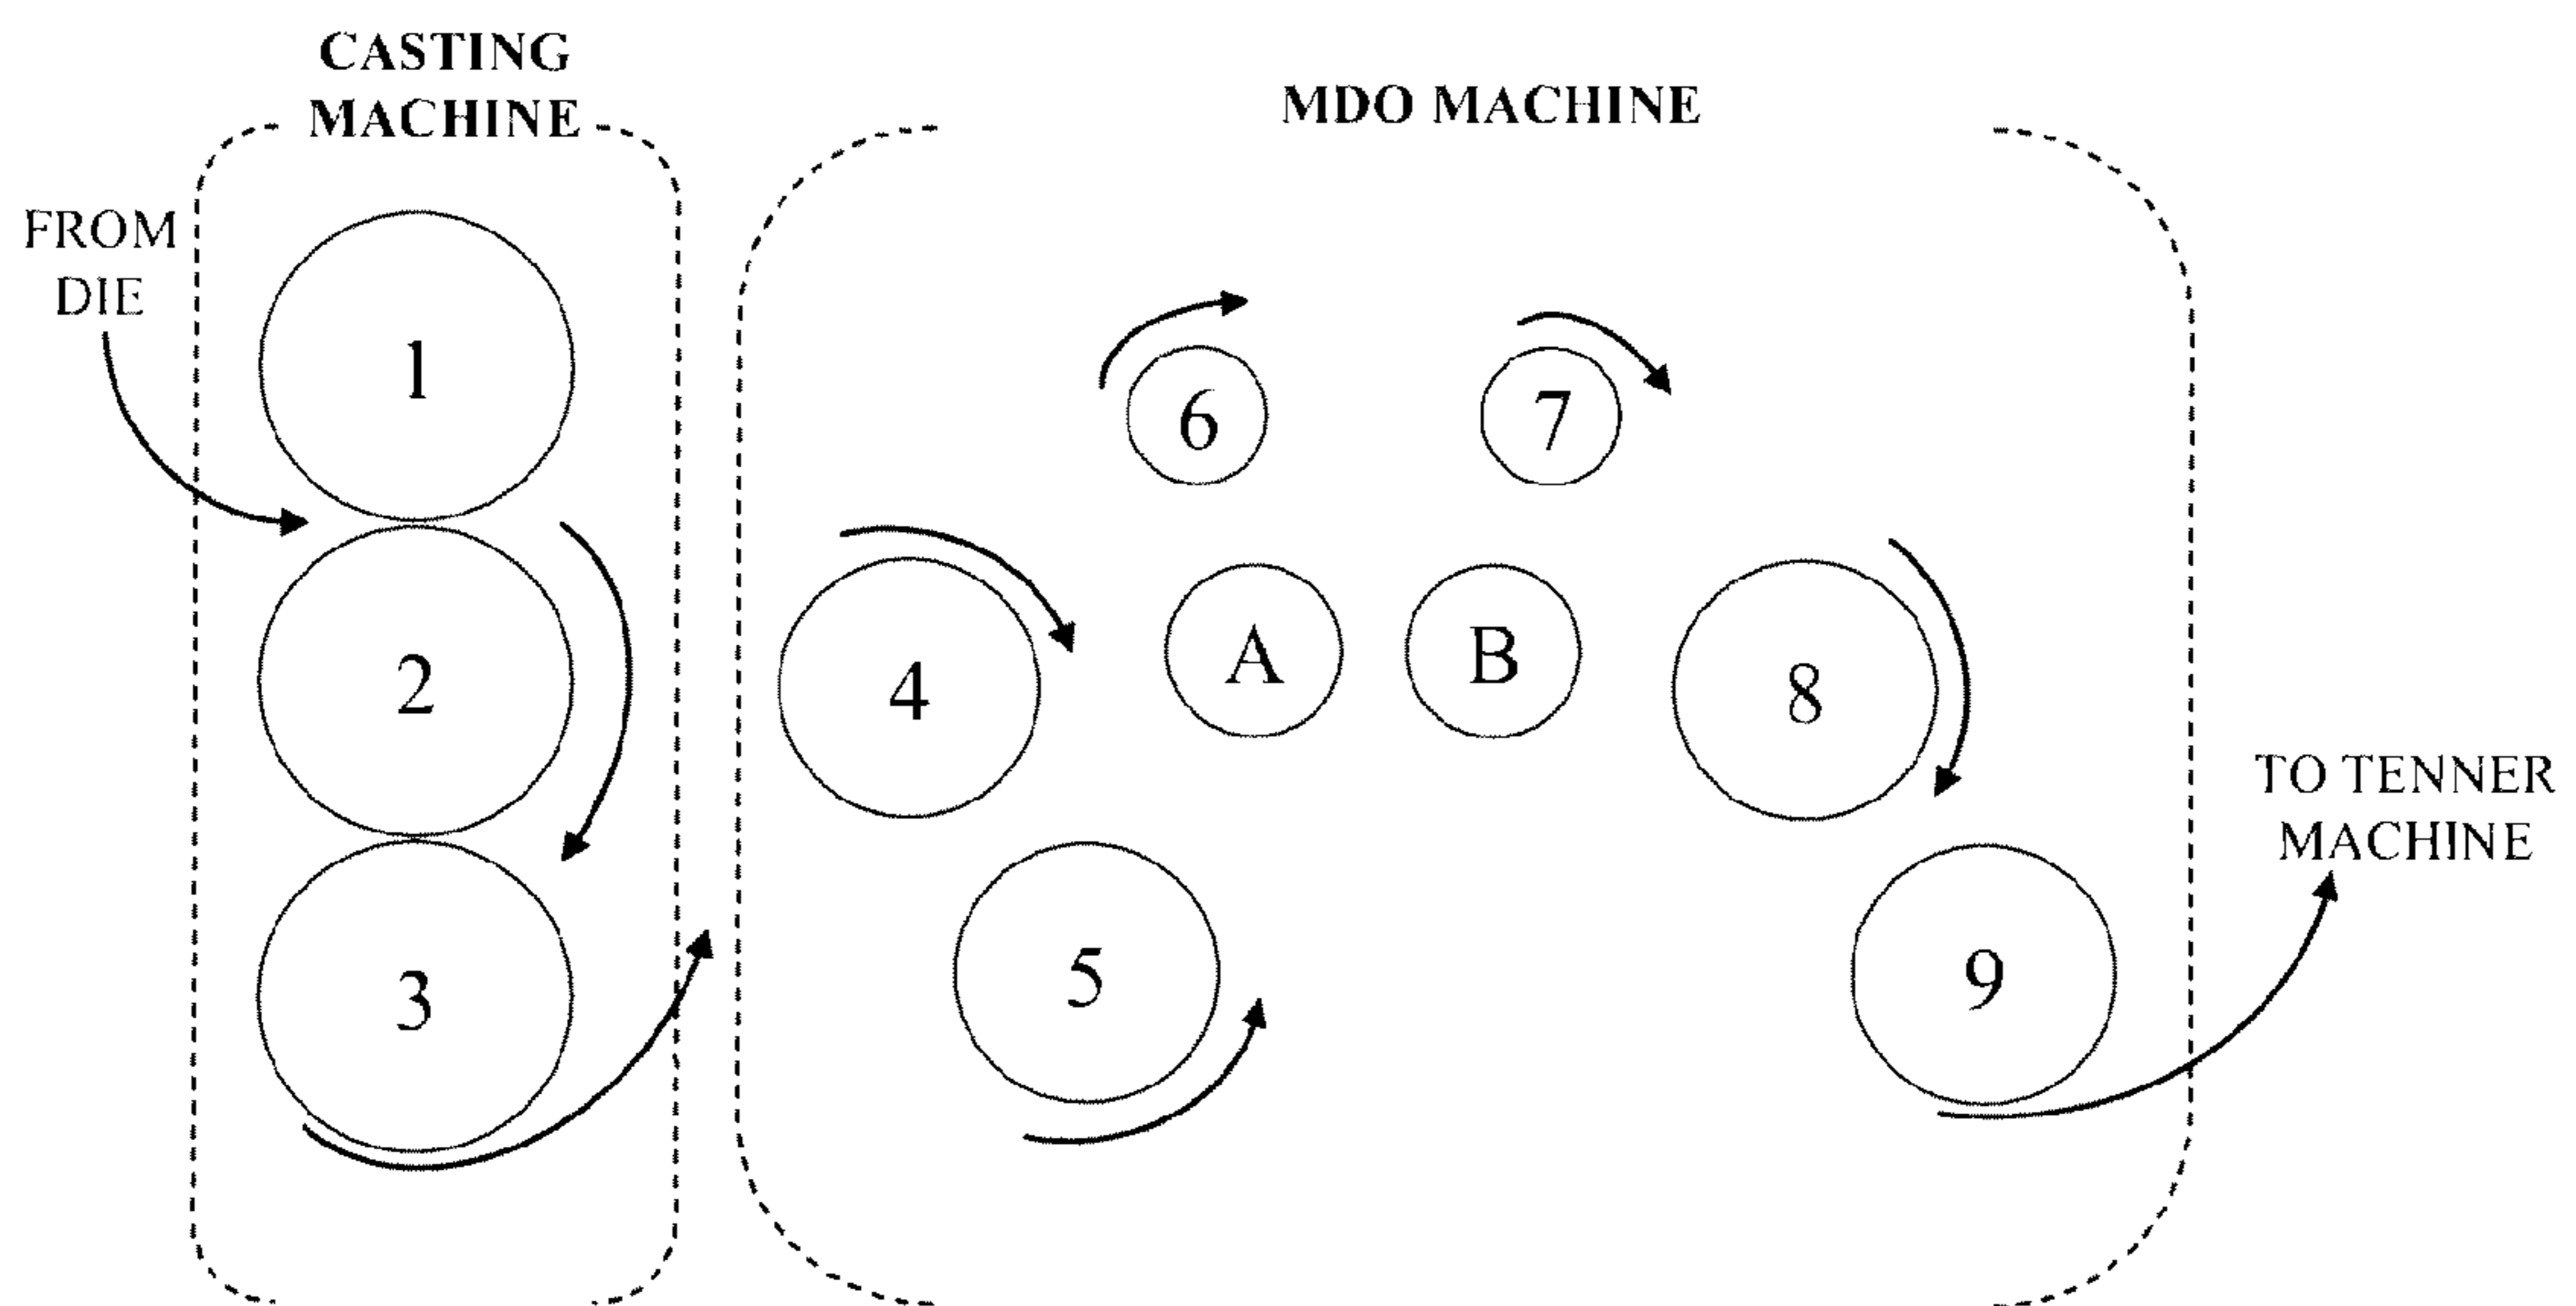 CASTING
MACHINE
MDO MACHINE
FROM
DIE
1
2
3
4
5
6
7
A
B
8
9
TO TENNER
MACHINE